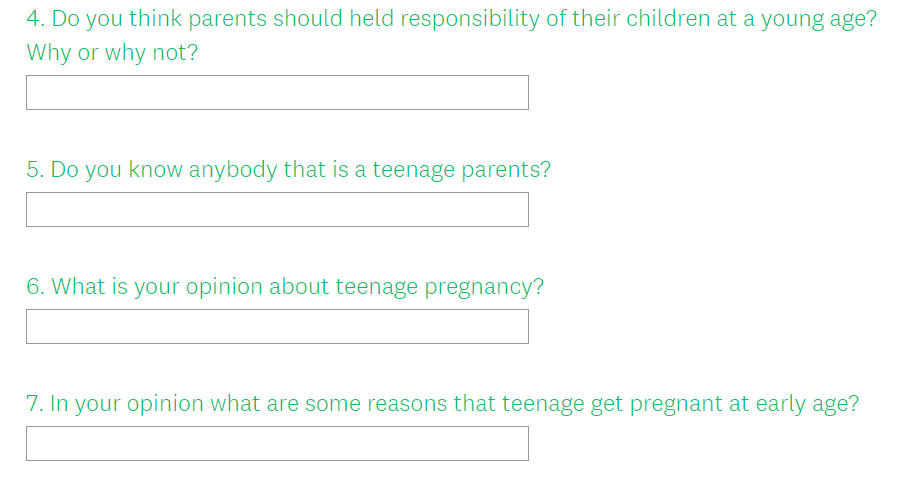 4. Do you think parents should held responsibility of their children at a young age?
Why or why not?
5. Do you know anybody that is a teenage parents?
6. What is your opinion about teenage pregnancy?
7. In your opinion what are some reasons that teenage get pregnant at early age?